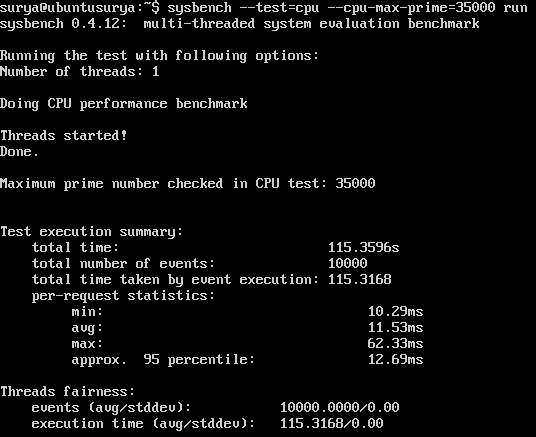 surya@ubuntusurya:~$ sysbench --test=cpu --cpu-max-prime=35000 run
sysbench 0.4.12:  multi-threaded system evaluation benchmark
Running the test with following options:
Number of threads: 1
Doing CPU performance benchmark
Threads started!
Done.
Maximum prime number checked in CPU test: 35000
Test execution summary:
    total time:                          115.3596s
    total number of events:              10000
    total time taken by event execution: 115.3168
    per-request statistics:
         min:                                 10.29ms
         avg:                                 11.53ms
         max:                                 62.33ms
         approx.  95 percentile:              12.69ms
Threads fairness:
    events (avg/stddev):           10000.0000/0.00
    execution time (avg/stddev):   115.3168/0.00